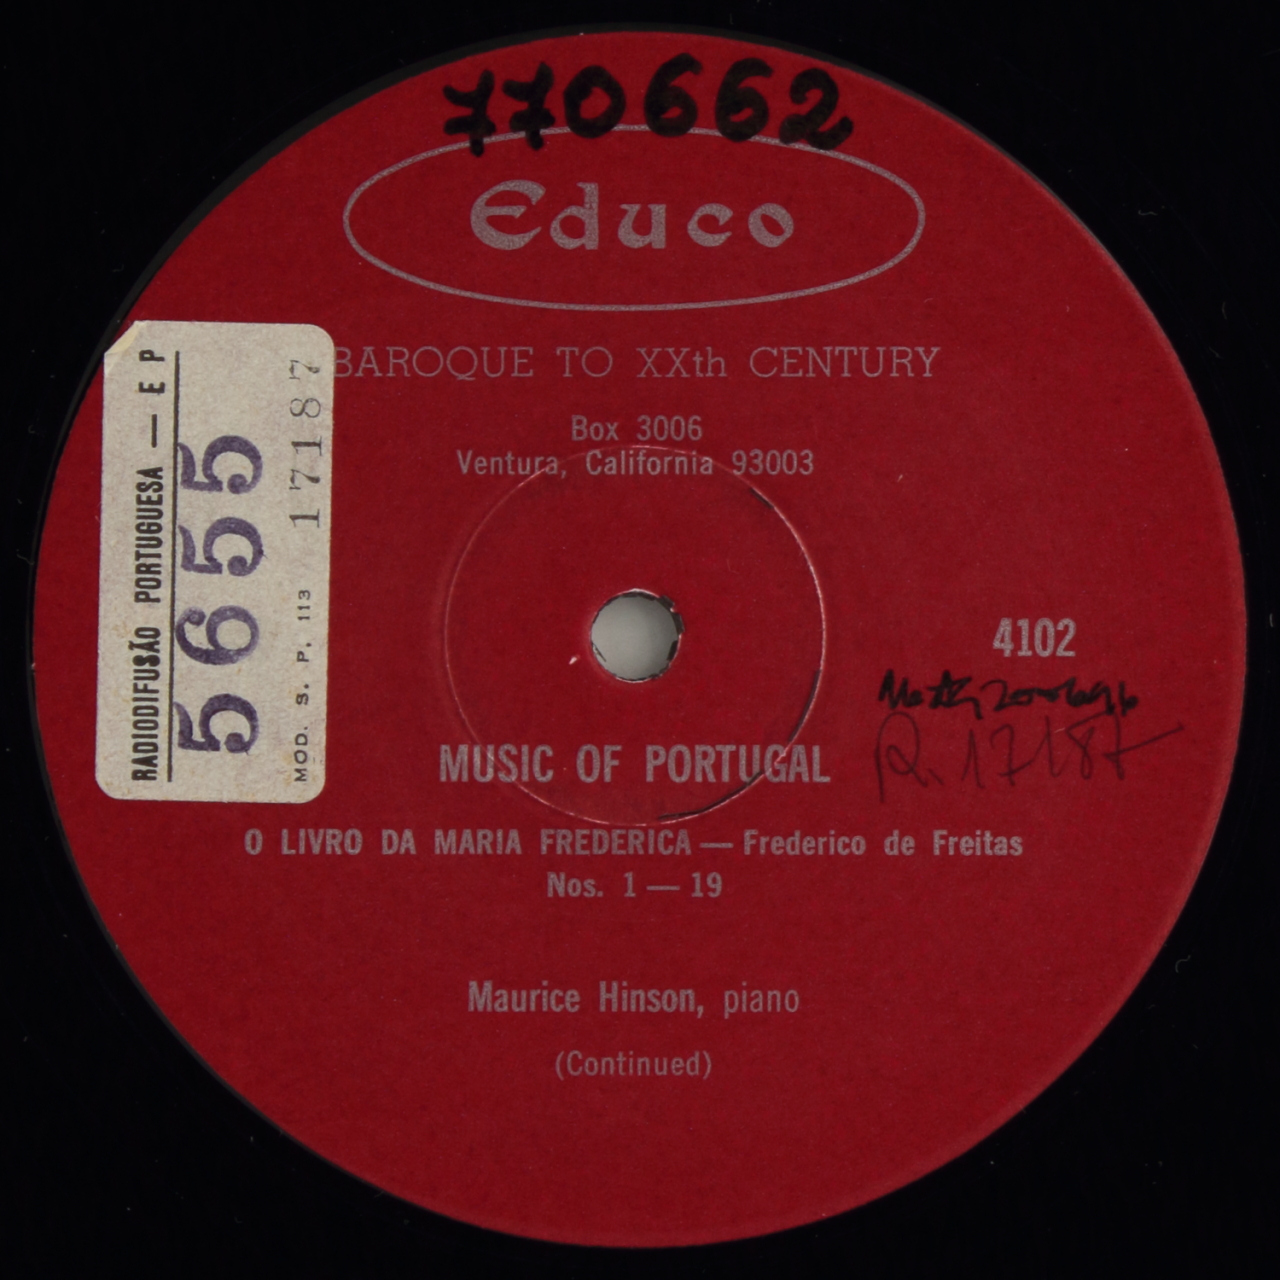 770662
Educo
BAROQUE TO XXth CENTURY
Box 3006
Ventura, California 93003
RADIODIFUSÃO PORTUGUESA — E P
5655
17187
MOD. S. P. 113
4102
R. 17187
MUSIC OF PORTUGAL
O LIVRO DA MARIA FREDERICA — Frederico de Freitas
Nos. 1 — 19
Maurice Hinson, piano
(Continued)